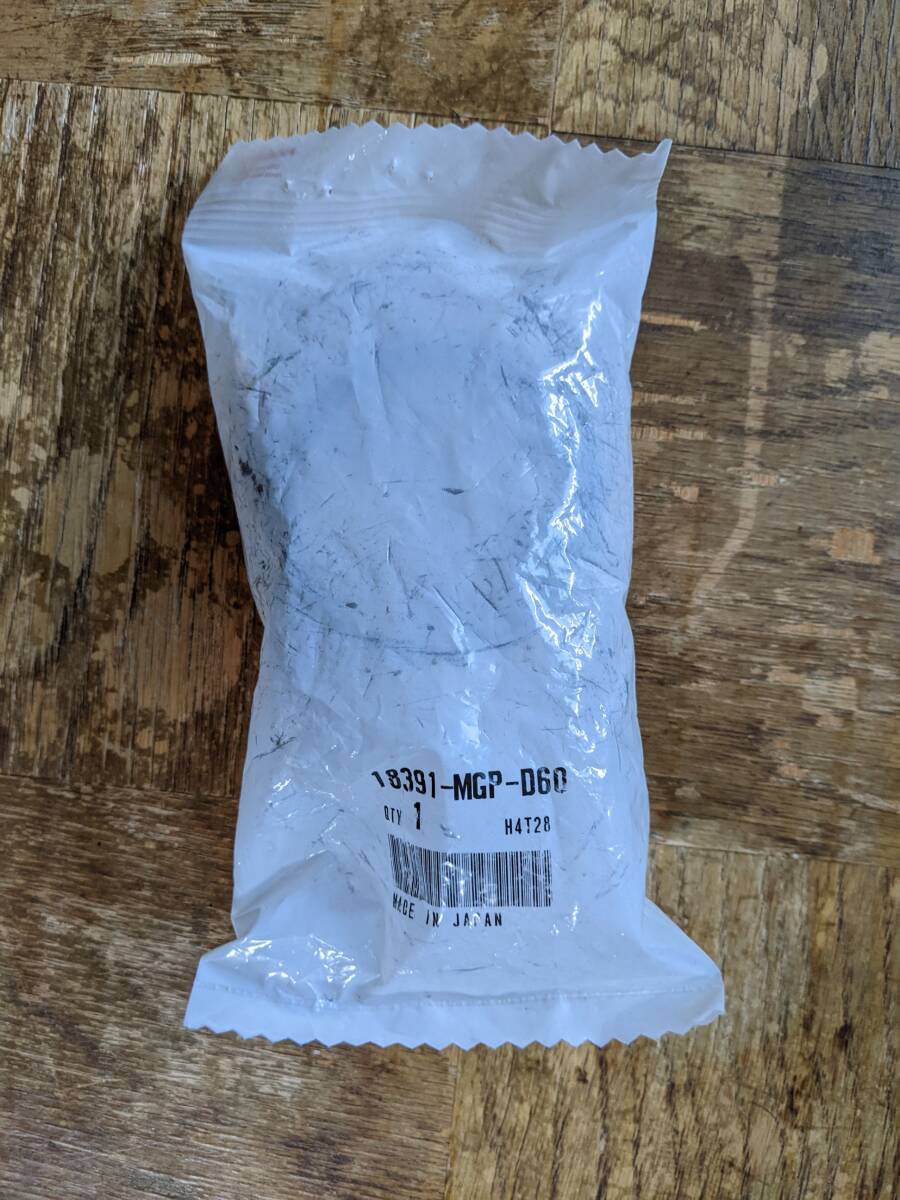 18391-MGP-D60
QTY 1 H4T28
MADE IN JAPAN